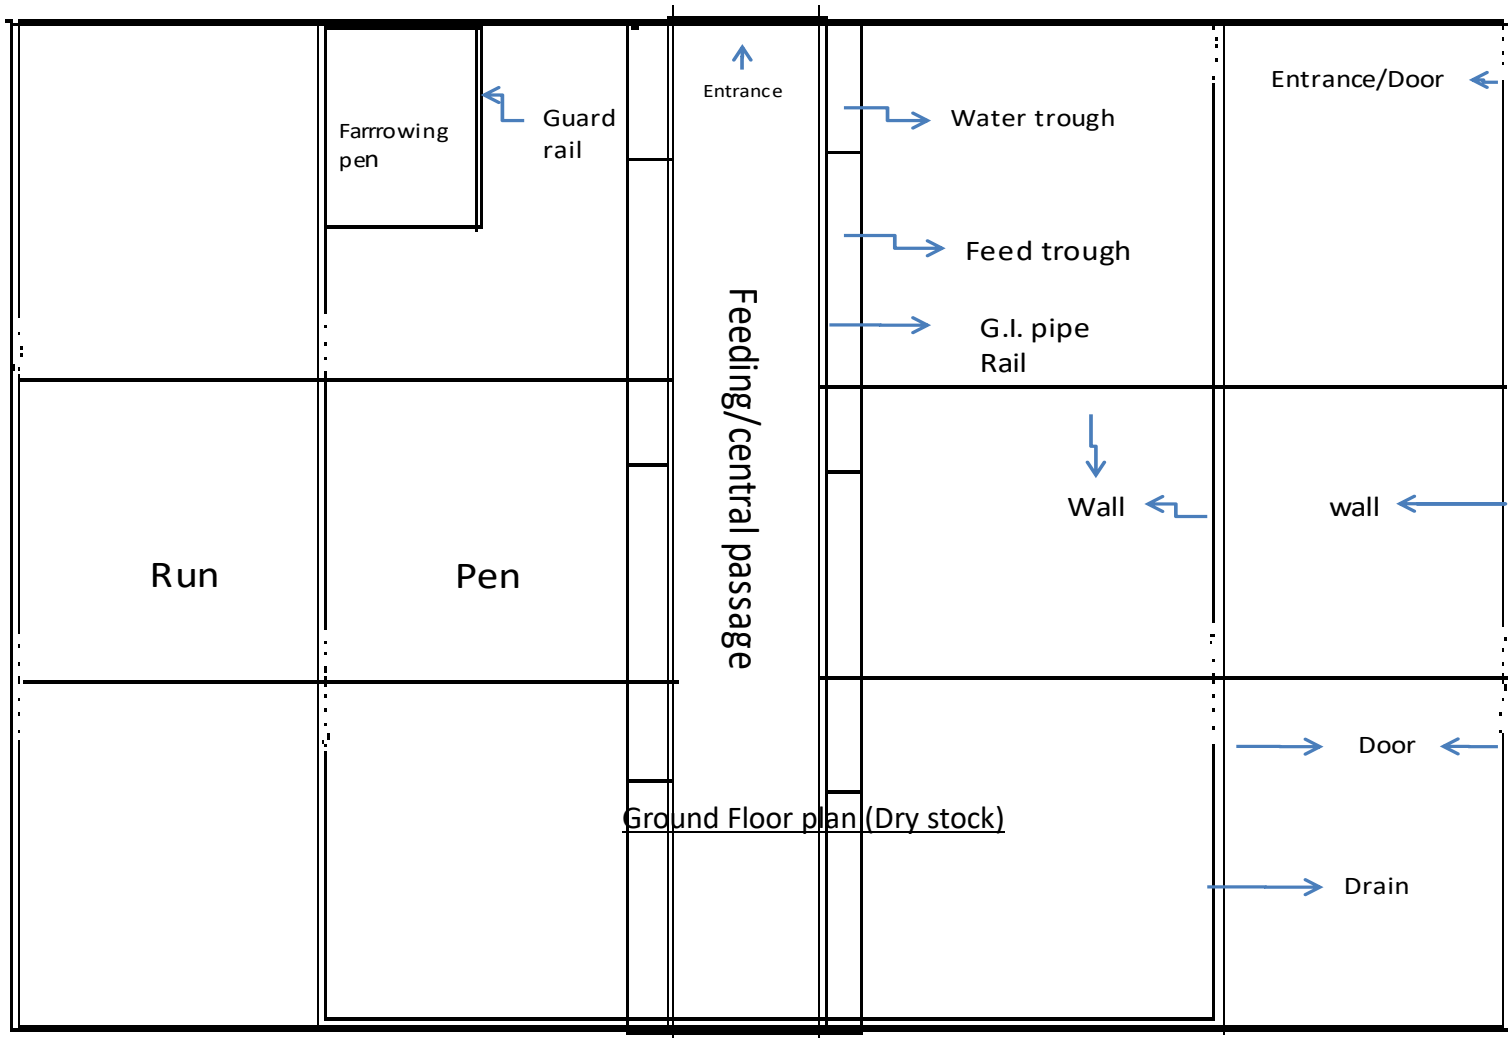 Entrance
Entrance/Door
Water trough
Guard
rail
Farrrowing
pen
Feed trough
G.I. pipe
Rail
Feeding/central passage
Wall
wall
Run
Pen
Door
Ground Floor plan (Dry stock)
Drain